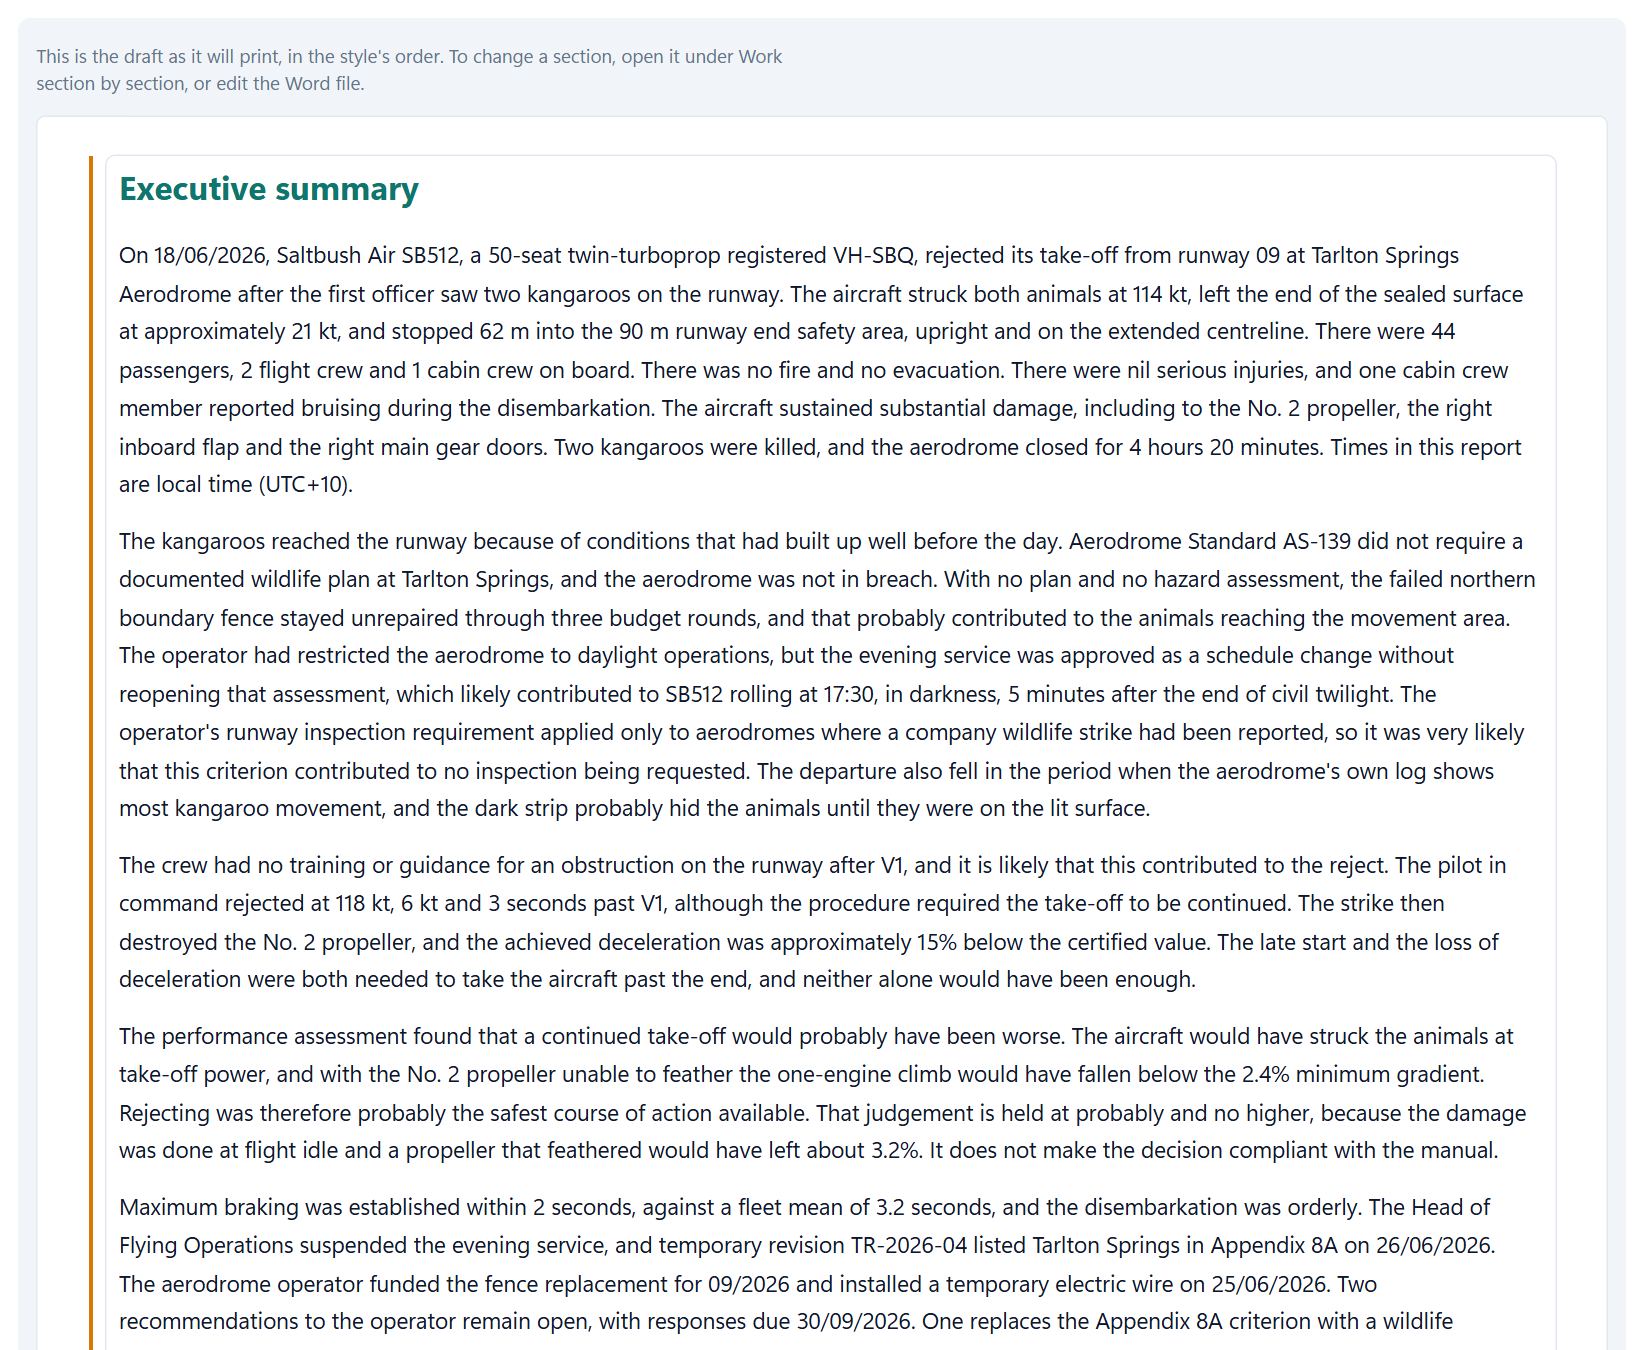 This is the draft as it will print, in the style's order. To change a section, open it under Work
section by section, or edit the Word file.
Executive summary
On 18/06/2026, Saltbush Air SB512, a 50-seat twin-turboprop registered VH-SBQ, rejected its take-off from runway 09 at Tarlton Springs
Aerodrome after the first officer saw two kangaroos on the runway. The aircraft struck both animals at 114 kt, left the end of the sealed surface
at approximately 21 kt, and stopped 62 m into the 90 m runway end safety area, upright and on the extended centreline. There were 44
passengers, 2 flight crew and 1 cabin crew on board. There was no fire and no evacuation. There were nil serious injuries, and one cabin crew
member reported bruising during the disembarkation. The aircraft sustained substantial damage, including to the No. 2 propeller, the right
inboard flap and the right main gear doors. Two kangaroos were killed, and the aerodrome closed for 4 hours 20 minutes. Times in this report
are local time (UTC+10).
The kangaroos reached the runway because of conditions that had built up well before the day. Aerodrome Standard AS-139 did not require a
documented wildlife plan at Tarlton Springs, and the aerodrome was not in breach. With no plan and no hazard assessment, the failed northern
boundary fence stayed unrepaired through three budget rounds, and that probably contributed to the animals reaching the movement area.
The operator had restricted the aerodrome to daylight operations, but the evening service was approved as a schedule change without
reopening that assessment, which likely contributed to SB512 rolling at 17:30, in darkness, 5 minutes after the end of civil twilight. The
operator's runway inspection requirement applied only to aerodromes where a company wildlife strike had been reported, so it was very likely
that this criterion contributed to no inspection being requested. The departure also fell in the period when the aerodrome's own log shows
most kangaroo movement, and the dark strip probably hid the animals until they were on the lit surface.
The crew had no training or guidance for an obstruction on the runway after V1, and it is likely that this contributed to the reject. The pilot in
command rejected at 118 kt, 6 kt and 3 seconds past V1, although the procedure required the take-off to be continued. The strike then
destroyed the No. 2 propeller, and the achieved deceleration was approximately 15% below the certified value. The late start and the loss of
deceleration were both needed to take the aircraft past the end, and neither alone would have been enough.
The performance assessment found that a continued take-off would probably have been worse. The aircraft would have struck the animals at
take-off power, and with the No. 2 propeller unable to feather the one-engine climb would have fallen below the 2.4% minimum gradient.
Rejecting was therefore probably the safest course of action available. That judgement is held at probably and no higher, because the damage
was done at flight idle and a propeller that feathered would have left about 3.2%. It does not make the decision compliant with the manual.
Maximum braking was established within 2 seconds, against a fleet mean of 3.2 seconds, and the disembarkation was orderly. The Head of
Flying Operations suspended the evening service, and temporary revision TR-2026-04 listed Tarlton Springs in Appendix 8A on 26/06/2026.
The aerodrome operator funded the fence replacement for 09/2026 and installed a temporary electric wire on 25/06/2026. Two
recommendations to the operator remain open, with responses due 30/09/2026. One replaces the Appendix 8A criterion with a wildlife